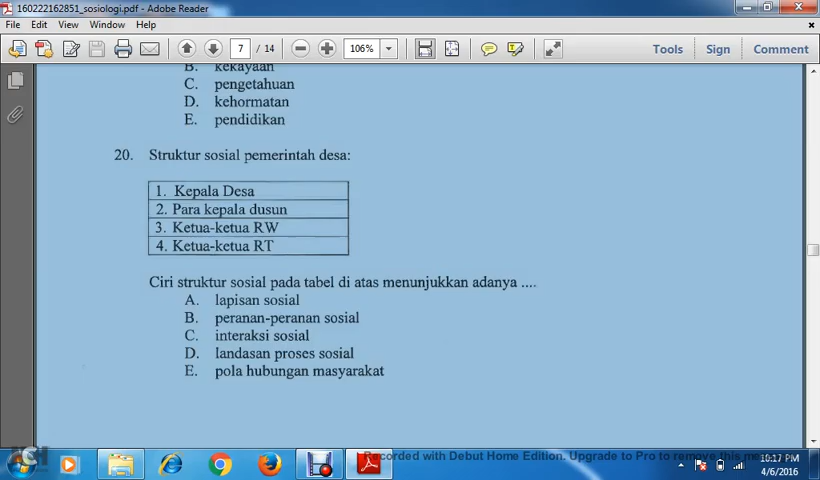 160222162851_sosiologi.pdf - Adobe Reader
File Edit View Window Help
7 / 14 106% Tools Sign Comment
B. kekayaan
C. pengetahuan
D. kehormatan
E. pendidikan
20. Struktur sosial pemerintah desa:
1. Kepala Desa
2. Para kepala dusun
3. Ketua-ketua RW
4. Ketua-ketua RT
Ciri struktur sosial pada tabel di atas menunjukkan adanya ....
A. lapisan sosial
B. peranan-peranan sosial
C. interaksi sosial
D. landasan proses sosial
E. pola hubungan masyarakat
Recorded with Debut Home Edition. Upgrade to Pro to remove this
10:17 PM
4/6/2016